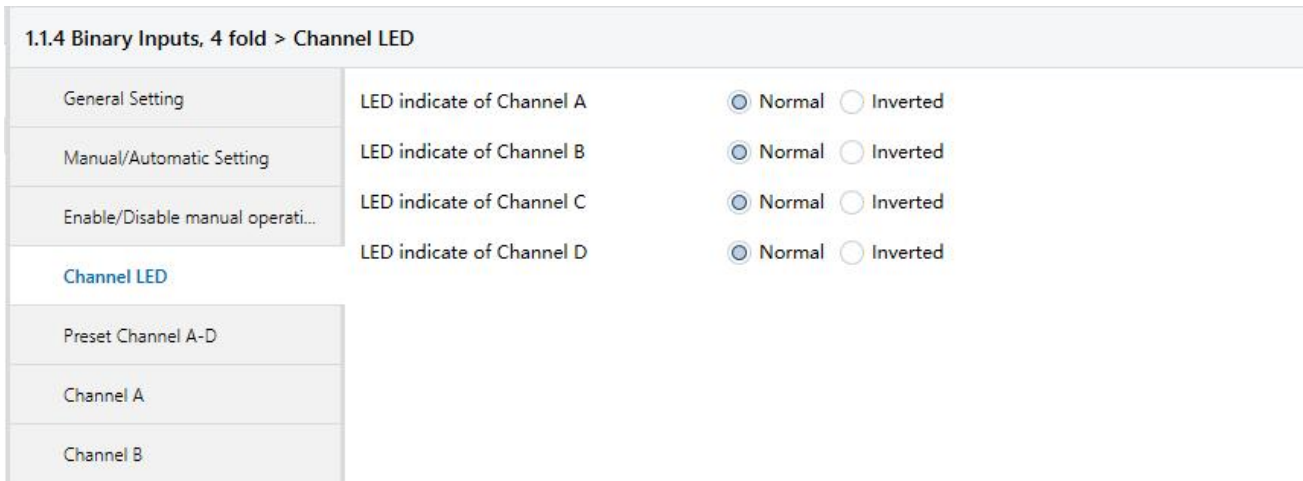 1.1.4 Binary Inputs, 4 fold > Channel LED
General Setting
Manual/Automatic Setting
Enable/Disable manual operati...
Channel LED
Preset Channel A-D
Channel A
Channel B
LED indicate of Channel A Normal Inverted
LED indicate of Channel B Normal Inverted
LED indicate of Channel C Normal Inverted
LED indicate of Channel D Normal Inverted